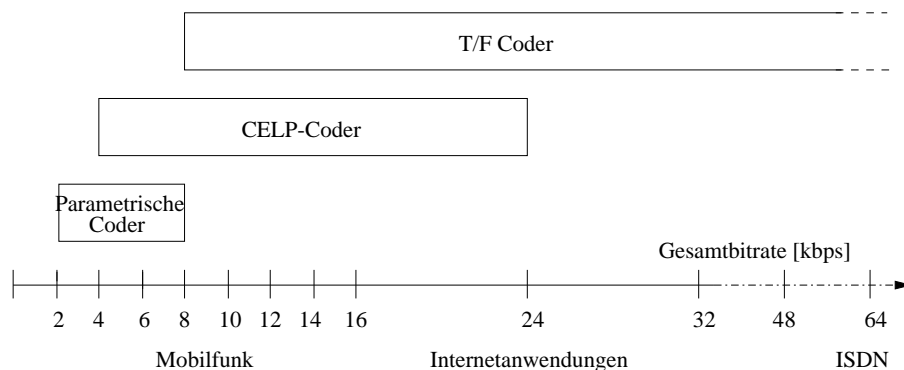 T/F Coder
CELP-Coder
Parametrische
Coder
Gesamtbitrate [kbps]
2 4 6 8 10 12 14 16 24 32 48 64
Mobilfunk Internetanwendungen ISDN